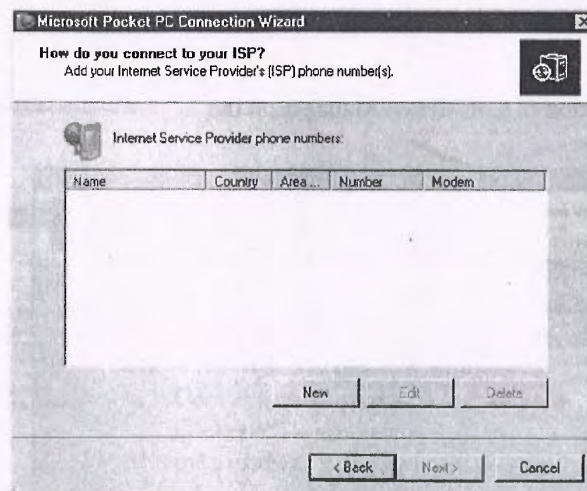 Microsoft Pocket PC Connection Wizard
How do you connect to your ISP?
Add your Internet Service Provider's (ISP) phone number(s).
Internet Service Provider phone numbers:
Name Country Area ... Number Modem
New Edit Delete
< Back Next > Cancel